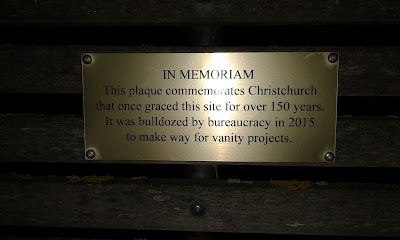 IN MEMORIAM
This plaque commemorates Christchurch
that once graced this site for over 150 years.
It was bulldozed by bureaucracy in 2015
to make way for vanity projects.